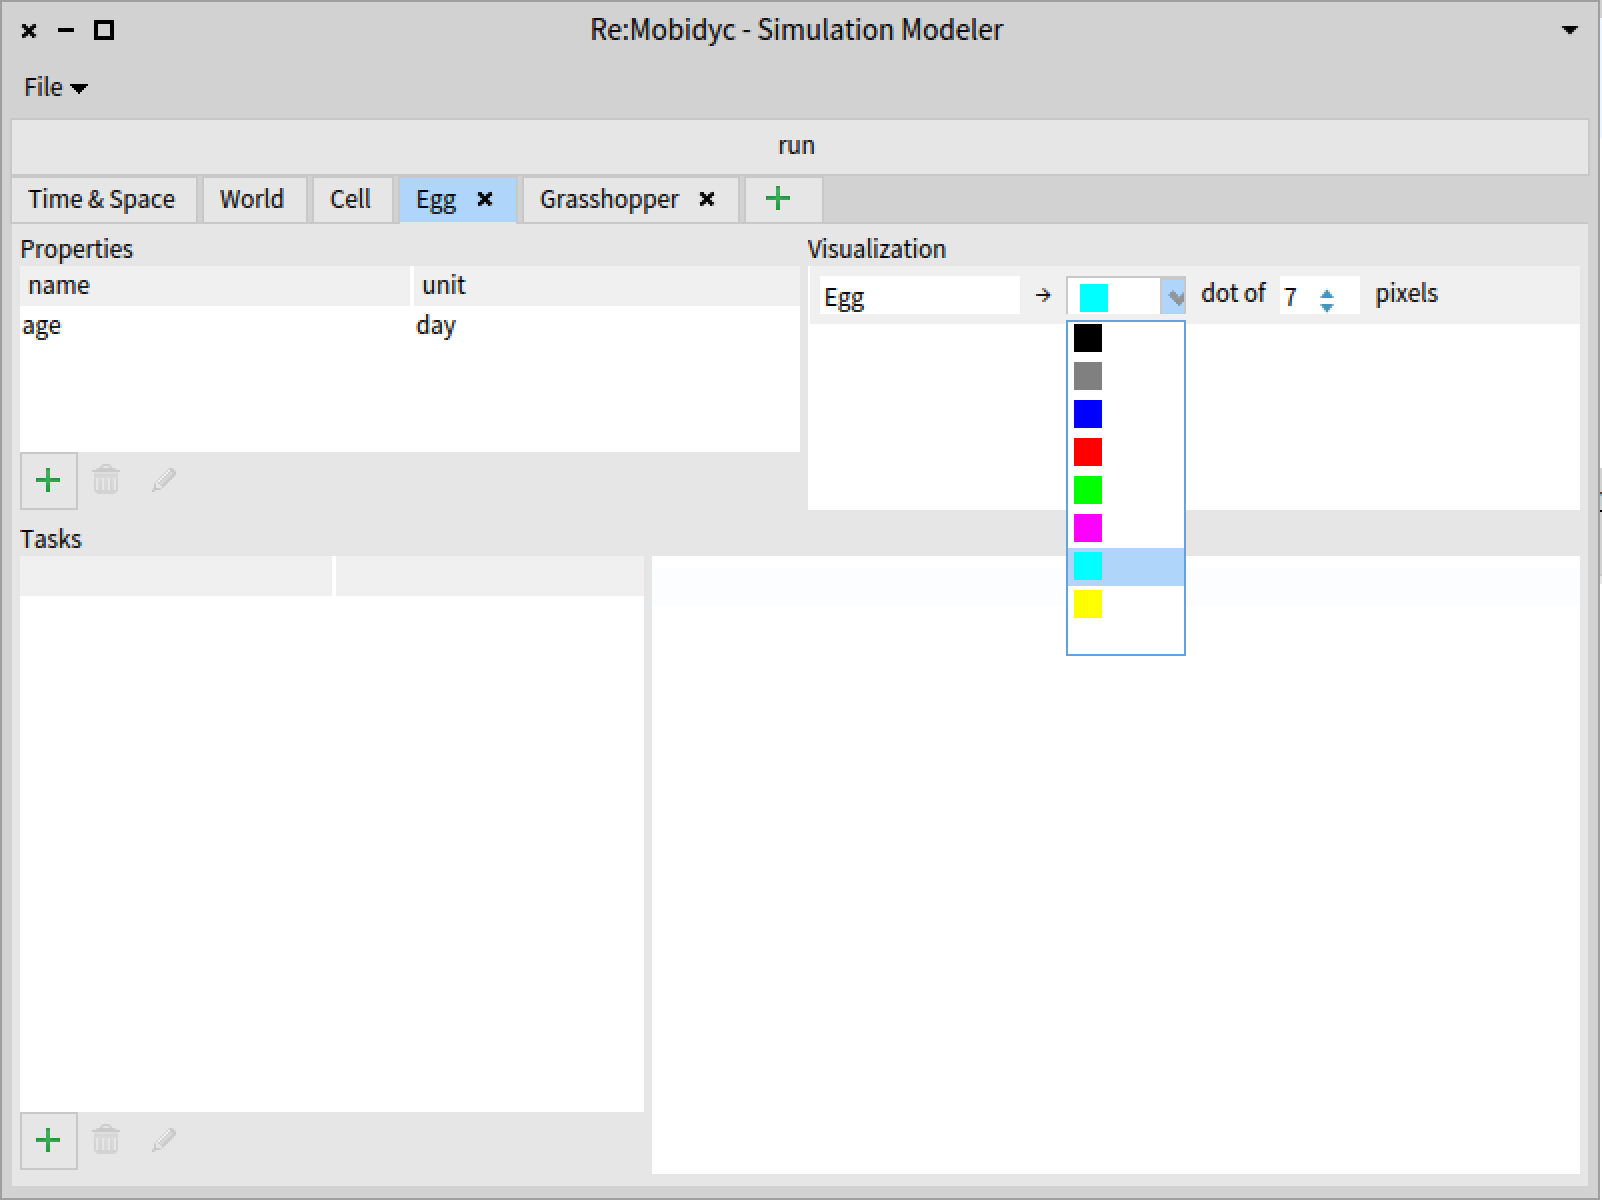 Re:Mobidyc - Simulation Modeler
File
run
Time & Space World Cell Egg Grasshopper
Properties
name unit
age day
Visualization
Egg → dot of 7 pixels
Tasks